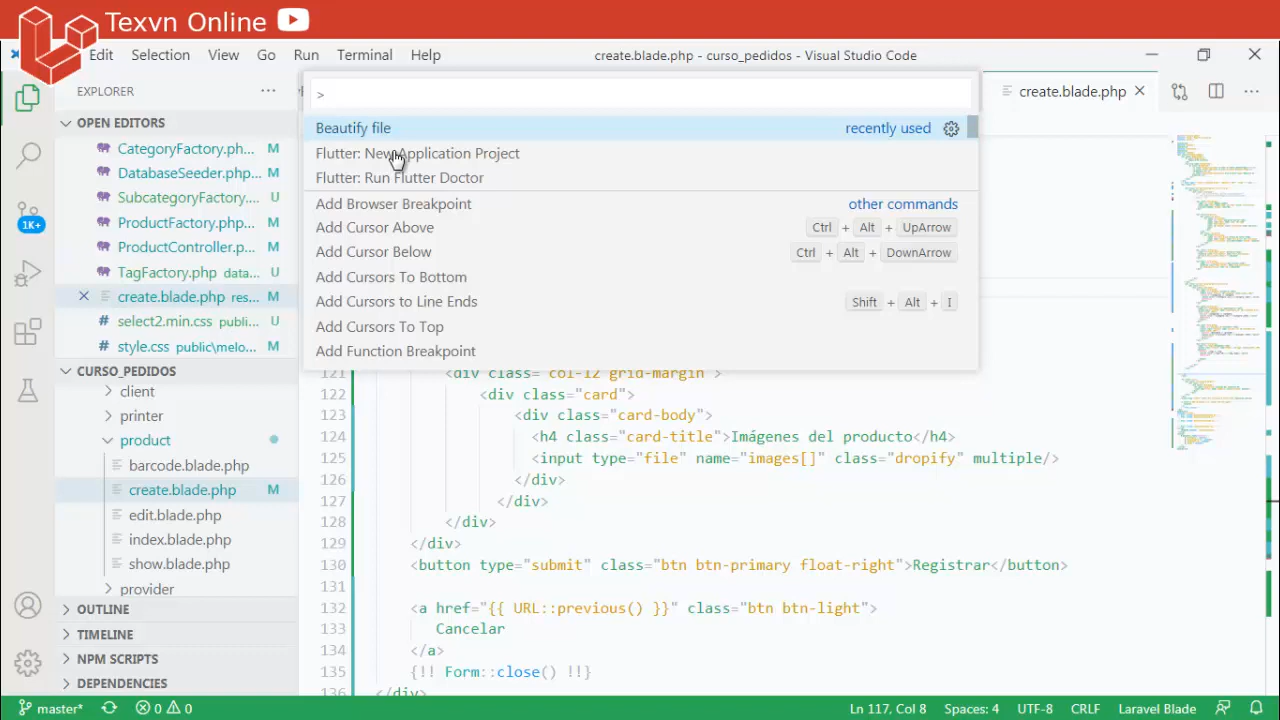 Texvn Online
Edit Selection View Go Run Terminal Help
create.blade.php - curso_pedidos - Visual Studio Code
EXPLORER
create.blade.php
>
OPEN EDITORS
Beautify file recently used
CategoryFactory.ph... M
Flutter: New Application Project
DatabaseSeeder.php... M
Flutter: Run Flutter Doctor
SubcategoryFactory... U
Add Browser Breakpoint other commands
ProductFactory.php... M
Add Cursor Above Ctrl + Alt + UpArrow
ProductController.p... M
Add Cursor Below Ctrl + Alt + DownArrow
TagFactory.php data... M
Add Cursors To Bottom
create.blade.php res... M
Add Cursors to Line Ends Shift + Alt + I
select2.min.css publi... U
Add Cursors To Top
style.css public\melo... M
Add Function Breakpoint
1K+
CURSO_PEDIDOS
client
printer
product
barcode.blade.php
create.blade.php M
edit.blade.php
index.blade.php
show.blade.php
provider
OUTLINE
TIMELINE
NPM SCRIPTS
DEPENDENCIES
121 <div class="col-12 grid-margin">
122 <div class="card">
123 <div class="card-body">
124 <h4 class="card-title">Imágenes del producto</h4>
125 <input type="file" name="images[]" class="dropify" multiple/>
126 </div>
127 </div>
128 </div>
129 </div>
130 <button type="submit" class="btn btn-primary float-right">Registrar</button>
131
132 <a href="{{ URL::previous() }}" class="btn btn-light">
133 Cancelar
134 </a>
135 {!! Form::close() !!}
136 </div>
master* 0 0 Ln 117, Col 8 Spaces: 4 UTF-8 CRLF Laravel Blade